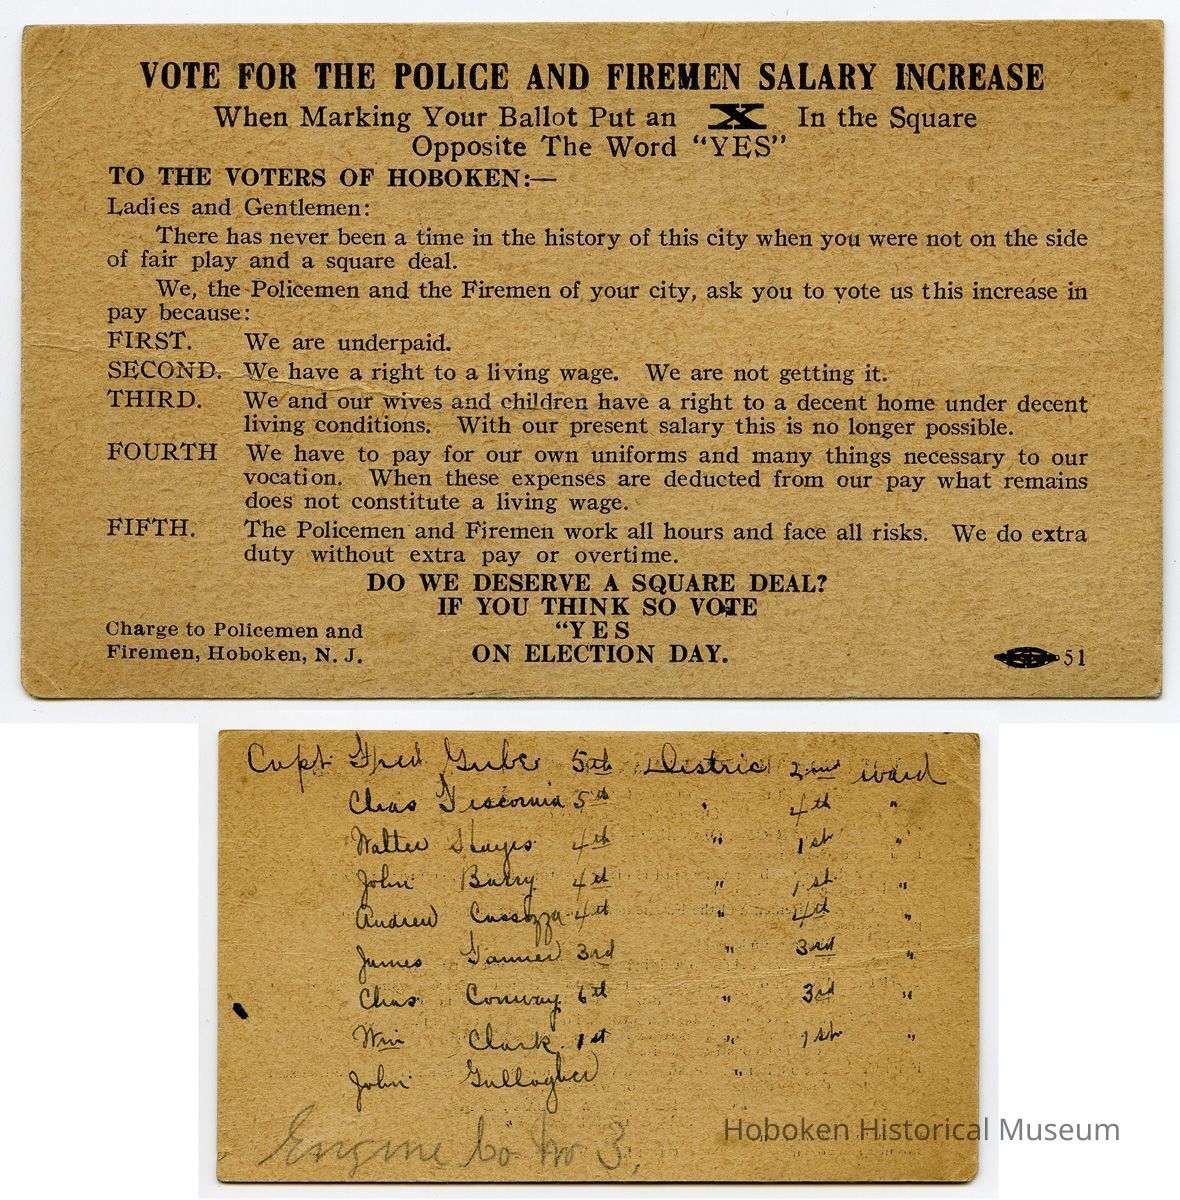 VOTE FOR THE POLICE AND FIREMEN SALARY INCREASE
When Marking Your Ballot Put an X In the Square
Opposite The Word "YES"
TO THE VOTERS OF HOBOKEN:—
Ladies and Gentlemen:
There has never been a time in the history of this city when you were not on the side
of fair play and a square deal.
We, the Policemen and the Firemen of your city, ask you to vote us this increase in
pay because:
FIRST. We are underpaid.
SECOND. We have a right to a living wage. We are not getting it.
THIRD. We and our wives and children have a right to a decent home under decent
living conditions. With our present salary this is no longer possible.
FOURTH We have to pay for our own uniforms and many things necessary to our
vocation. When these expenses are deducted from our pay what remains
does not constitute a living wage.
FIFTH. The Policemen and Firemen work all hours and face all risks. We do extra
duty without extra pay or overtime.
DO WE DESERVE A SQUARE DEAL?
IF YOU THINK SO VOTE
"YES
ON ELECTION DAY.
Charge to Policemen and
Firemen, Hoboken, N. J.
51
Capt Fred 5th District 2nd ward
Chas 5th " 4th "
Walter Hayes 4th " 1st "
John Barry 4th " 1st "
Andrew 4th " 4th "
James 3rd " 3rd "
Chas Conway 6th " 3rd "
Wm Clark 1st " 1st "
John Gallagher "
Engine Co No 3.
Hoboken Historical Museum